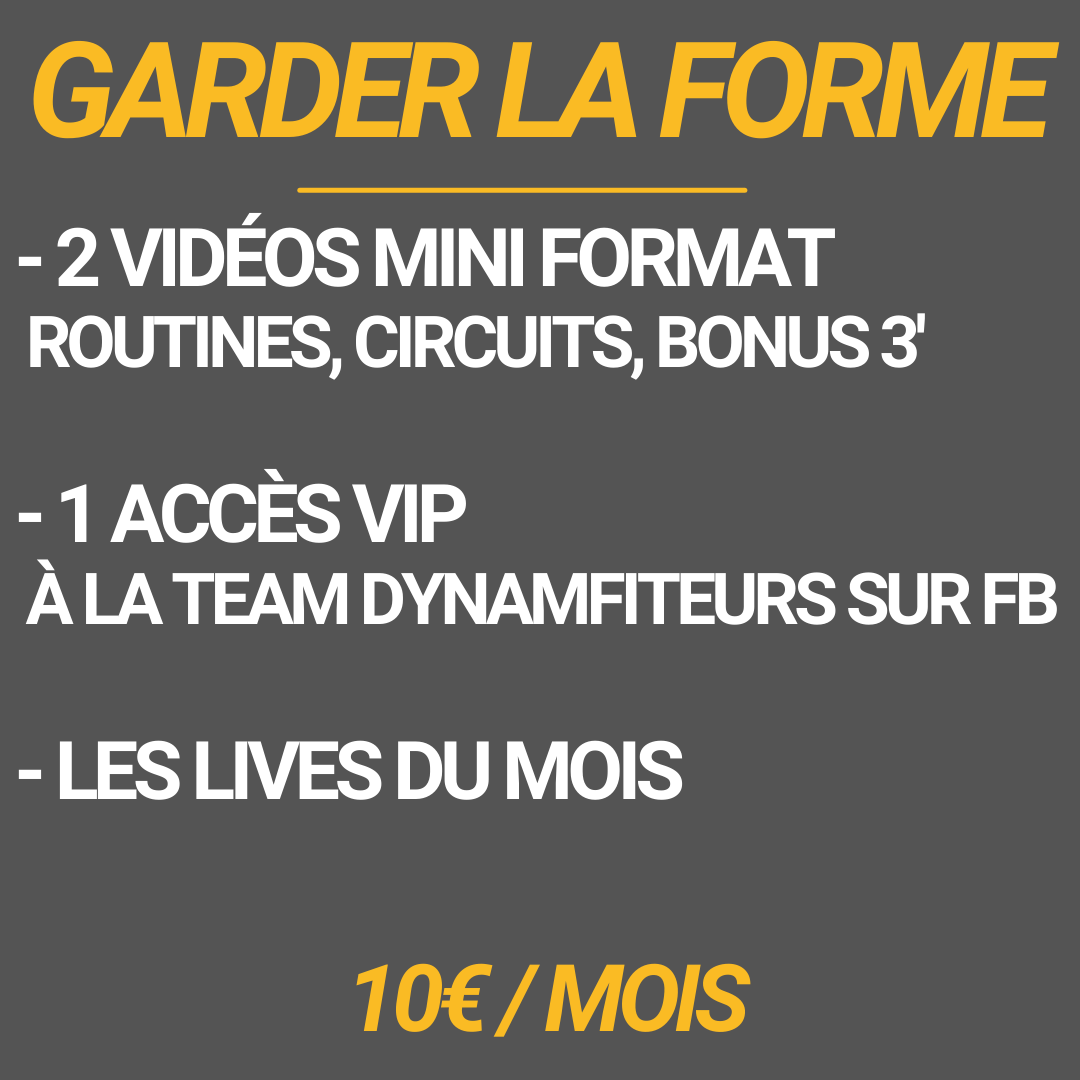 GARDER LA FORME
- 2 VIDÉOS MINI FORMAT
ROUTINES, CIRCUITS, BONUS 3'
- 1 ACCÈS VIP
À LA TEAM DYNAMFITEURS SUR FB
- LES LIVES DU MOIS
10€ / MOIS